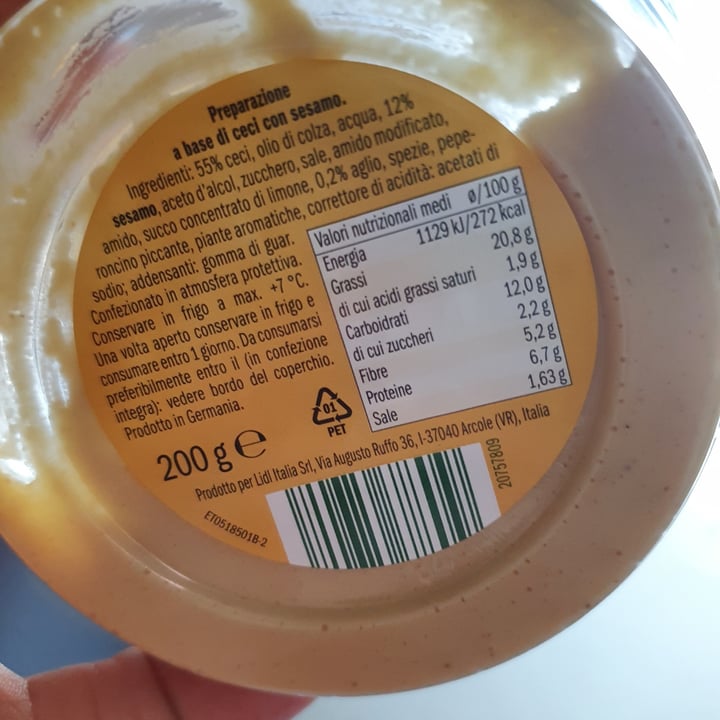 Preparazione
a base di ceci con sesamo.
Ingredienti: 55% ceci, olio di colza, acqua, 12%
sesamo, aceto d'alcol, zucchero, sale, amido modificato,
amido, succo concentrato di limone, 0,2% aglio, spezie, pepe-
roncino piccante, piante aromatiche, correttore di acidità: acetati di
sodio; addensanti: gomma di guar.
Confezionato in atmosfera protettiva.
Conservare in frigo a max. +7 °C.
Una volta aperto conservare in frigo e
consumare entro 1 giorno. Da consumarsi
preferibilmente entro il (in confezione
integra): vedere bordo del coperchio.
Prodotto in Germania.
Valori nutrizionali medi ø/100 g
Energia 1129 kJ/272 kcal
Grassi 20,8 g
di cui acidi grassi saturi 1,9 g
Carboidrati 12,0 g
di cui zuccheri 2,2 g
Fibre 5,2 g
Proteine 6,7 g
Sale 1,63 g
01
PET
200 g e
Prodotto per Lidl Italia Srl, Via Augusto Ruffo 36, I-37040 Arcole (VR), Italia
20757809
ET0518501B-2